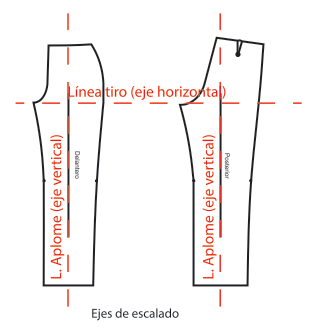 Línea tiro (eje horizontal)
L. Aplome (eje vertical)
Delantero
L. Aplome (eje vertical)
Posterior
Ejes de escalado